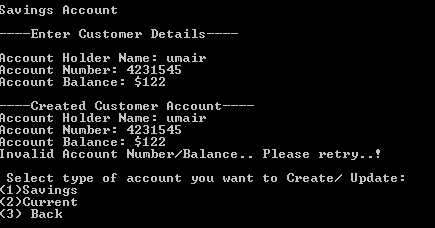 Savings Account
----Enter Customer Details----
Account Holder Name: umair
Account Number: 4231545
Account Balance: $122
----Created Customer Account----
Account Holder Name: umair
Account Number: 4231545
Account Balance: $122
Invalid Account Number/Balance.. Please retry..!
Select type of account you want to Create/ Update:
(1)Savings
(2)Current
(3) Back